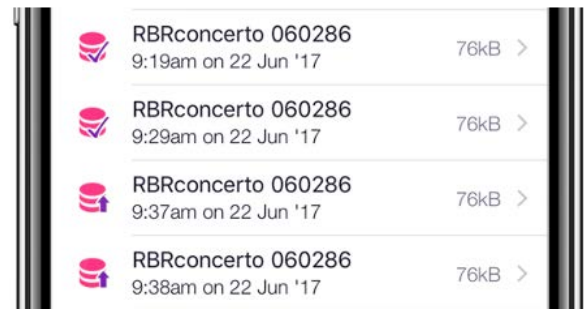 RBRconcerto 060286
9:19am on 22 Jun '17
76kB
RBRconcerto 060286
9:29am on 22 Jun '17
76kB
RBRconcerto 060286
9:37am on 22 Jun '17
76kB
RBRconcerto 060286
9:38am on 22 Jun '17
76kB